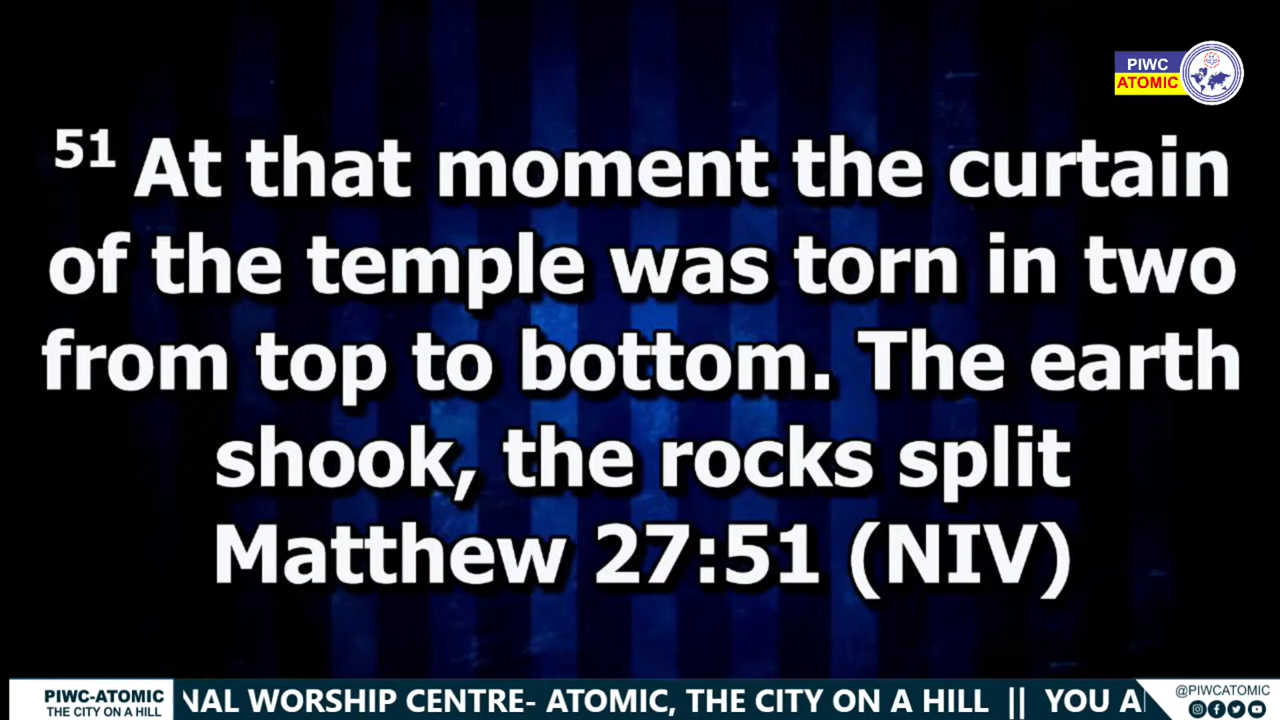 PIWC
ATOMIC
51 At that moment the curtain
of the temple was torn in two
from top to bottom. The earth
shook, the rocks split
Matthew 27:51 (NIV)
PIWC-ATOMIC
THE CITY ON A HILL
NAL WORSHIP CENTRE- ATOMIC, THE CITY ON A HILL || YOU A
@PIWCATOMIC